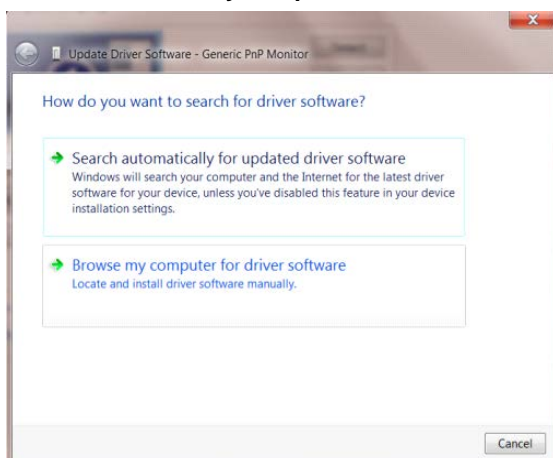 Update Driver Software - Generic PnP Monitor
How do you want to search for driver software?
Search automatically for updated driver software
Windows will search your computer and the Internet for the latest driver
software for your device, unless you've disabled this feature in your device
installation settings.
Browse my computer for driver software
Locate and install driver software manually.
Cancel